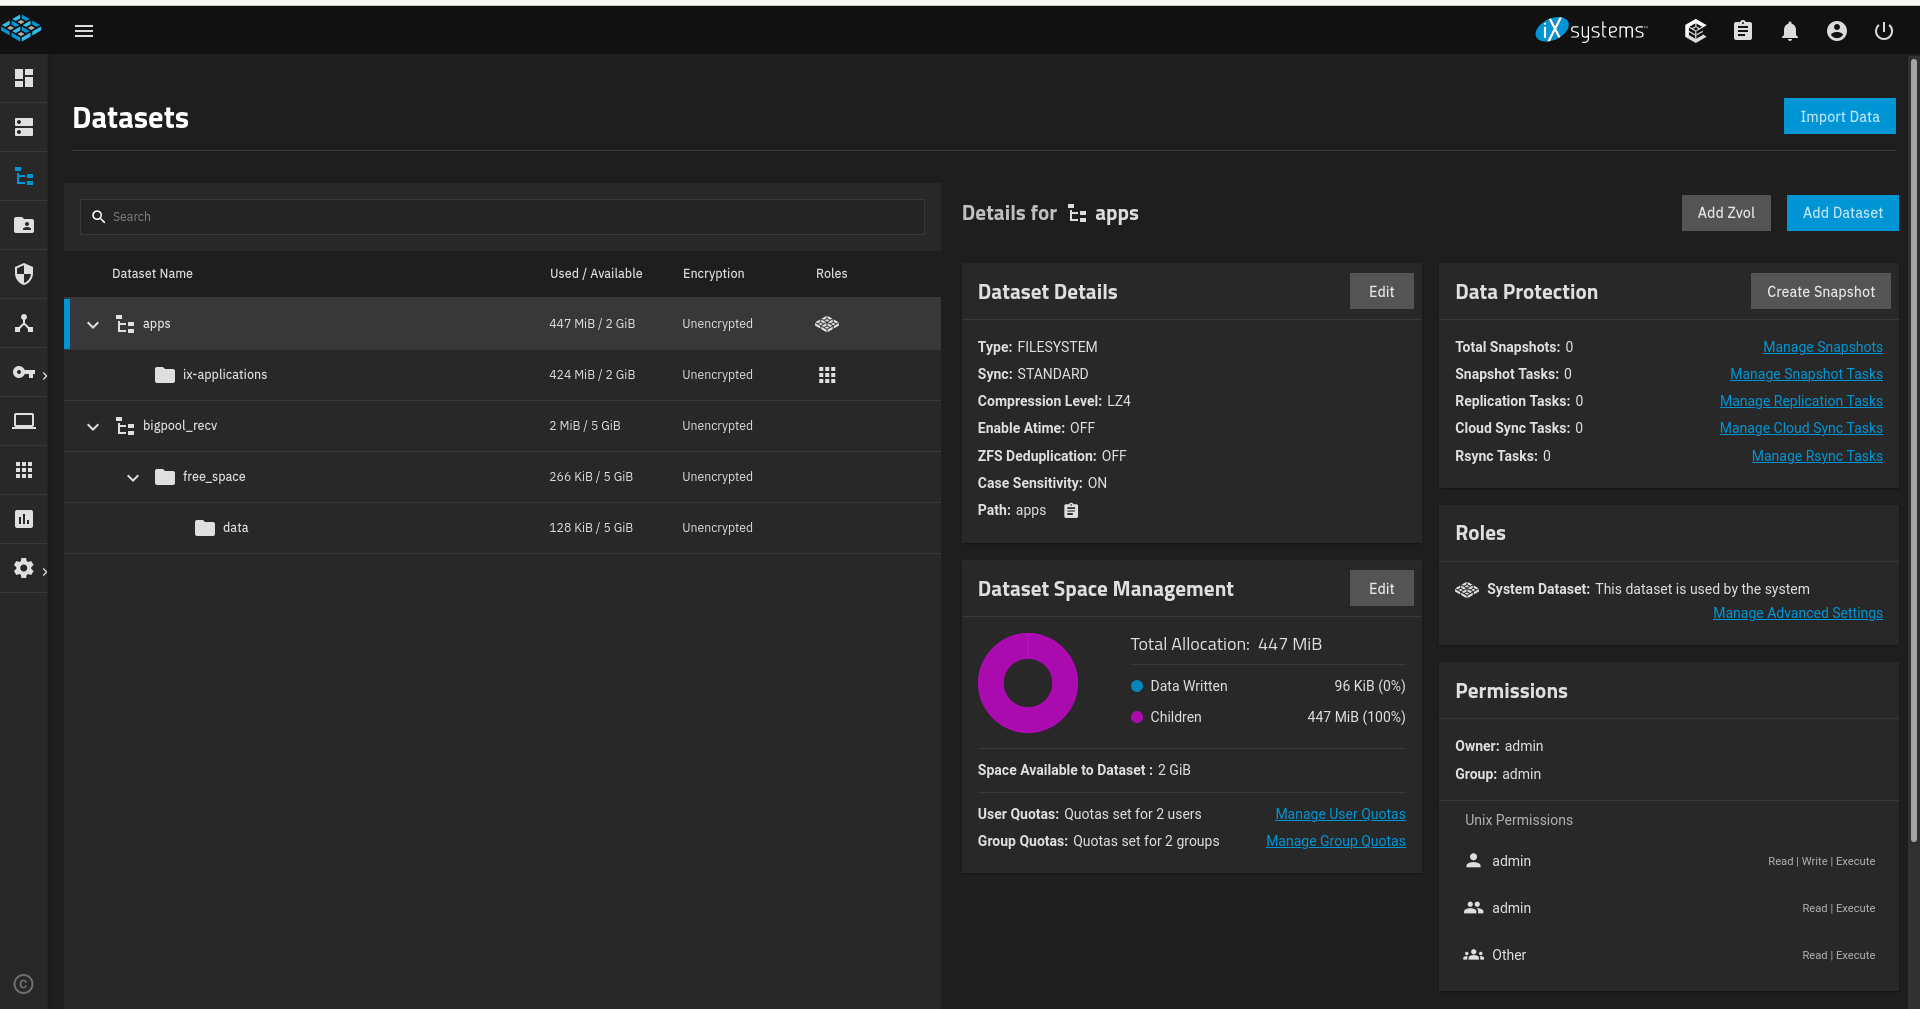 iXsystems
Datasets
Import Data
Search
Dataset Name Used / Available Encryption Roles
apps 447 MiB / 2 GiB Unencrypted
ix-applications 424 MiB / 2 GiB Unencrypted
bigpool_recv 2 MiB / 5 GiB Unencrypted
free_space 266 KiB / 5 GiB Unencrypted
data 128 KiB / 5 GiB Unencrypted
Details for apps
Add Zvol Add Dataset
Dataset Details Edit
Type: FILESYSTEM
Sync: STANDARD
Compression Level: LZ4
Enable Atime: OFF
ZFS Deduplication: OFF
Case Sensitivity: ON
Path: apps
Dataset Space Management Edit
Total Allocation: 447 MiB
Data Written 96 KiB (0%)
Children 447 MiB (100%)
Space Available to Dataset : 2 GiB
User Quotas: Quotas set for 2 users Manage User Quotas
Group Quotas: Quotas set for 2 groups Manage Group Quotas
Data Protection Create Snapshot
Total Snapshots: 0 Manage Snapshots
Snapshot Tasks: 0 Manage Snapshot Tasks
Replication Tasks: 0 Manage Replication Tasks
Cloud Sync Tasks: 0 Manage Cloud Sync Tasks
Rsync Tasks: 0 Manage Rsync Tasks
Roles
System Dataset: This dataset is used by the system
Manage Advanced Settings
Permissions
Owner: admin
Group: admin
Unix Permissions
admin Read | Write | Execute
admin Read | Execute
Other Read | Execute
©